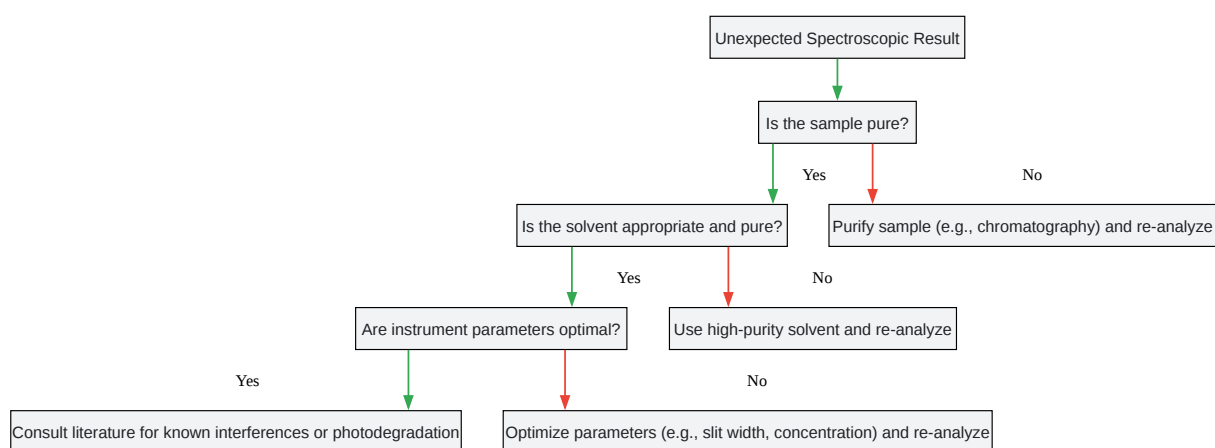 Unexpected Spectroscopic Result
Is the sample pure?
Yes
No
Is the solvent appropriate and pure?
Purify sample (e.g., chromatography) and re-analyze
Yes
No
Are instrument parameters optimal?
Use high-purity solvent and re-analyze
Yes
No
Consult literature for known interferences or photodegradation
Optimize parameters (e.g., slit width, concentration) and re-analyze